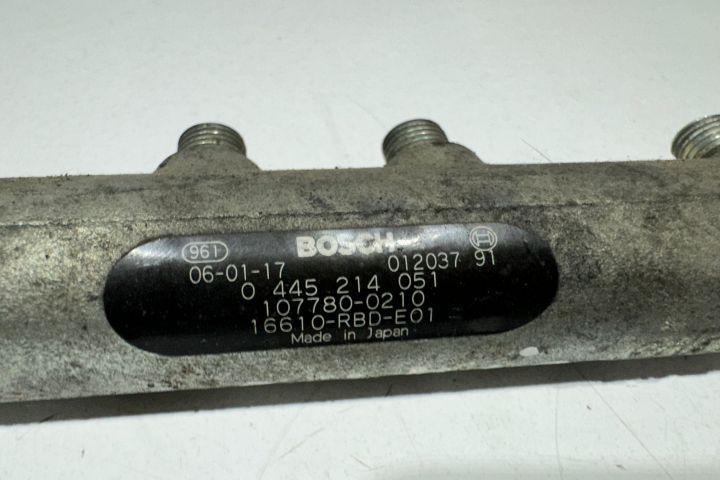 961 BOSCH
06-01-17 012037 91
0 445 214 051
107780-0210
16610-RBD-E01
Made in Japan